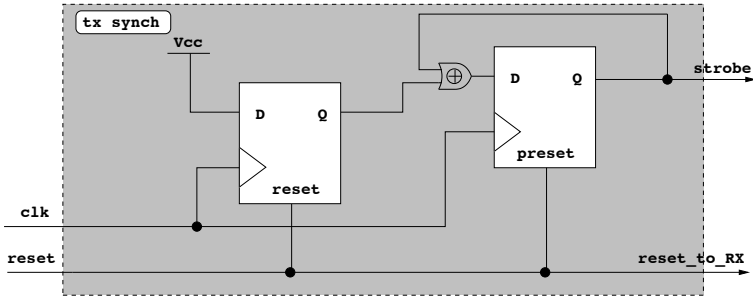 tx synch
Vcc
strobe
D Q
D Q
preset
reset
clk
reset
reset_to_RX